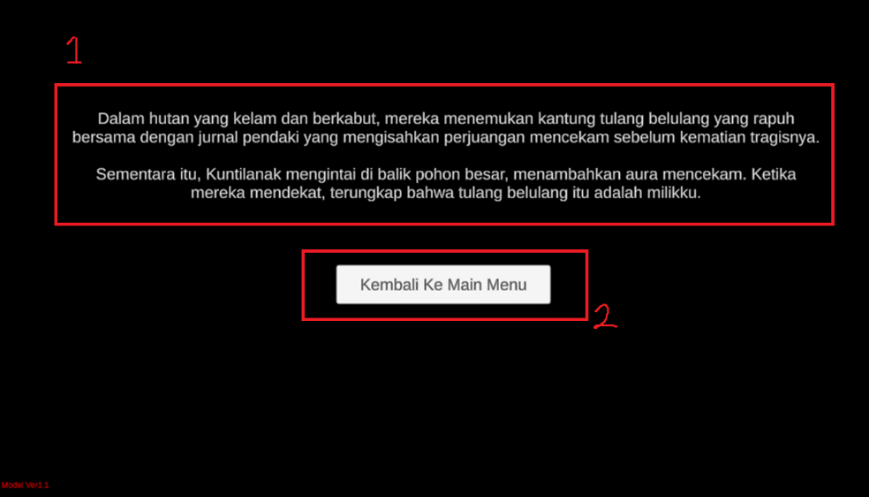 1
Dalam hutan yang kelam dan berkabut, mereka menemukan kantung tulang belulang yang rapuh
bersama dengan jurnal pendaki yang mengisahkan perjuangan mencekam sebelum kematian tragisnya.
Sementara itu, Kuntilanak mengintai di balik pohon besar, menambahkan aura mencekam. Ketika
mereka mendekat, terungkap bahwa tulang belulang itu adalah milikku.
Kembali Ke Main Menu
2
Model Ver1.1